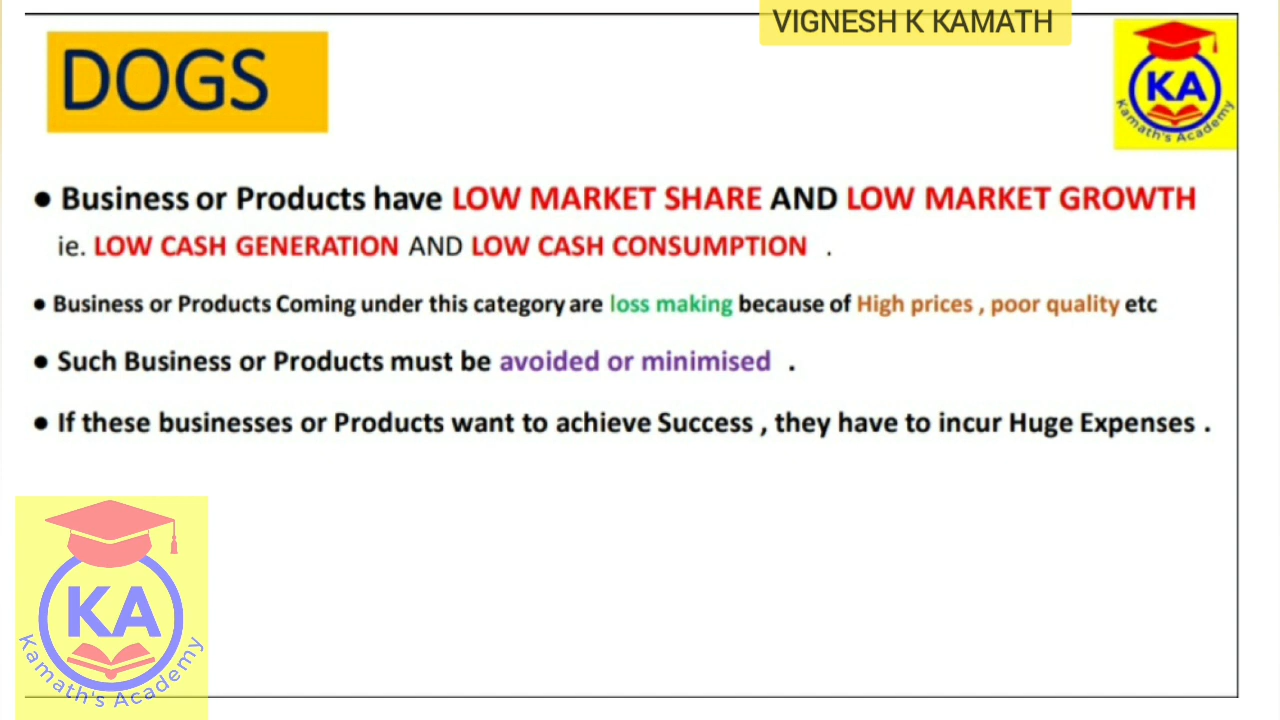 VIGNESH K KAMATH
DOGS
KA
Kamath's Academy
● Business or Products have LOW MARKET SHARE AND LOW MARKET GROWTH
ie. LOW CASH GENERATION AND LOW CASH CONSUMPTION .
● Business or Products Coming under this category are loss making because of High prices , poor quality etc
● Such Business or Products must be avoided or minimised .
● If these businesses or Products want to achieve Success , they have to incur Huge Expenses .
KA
Kamath's Academy